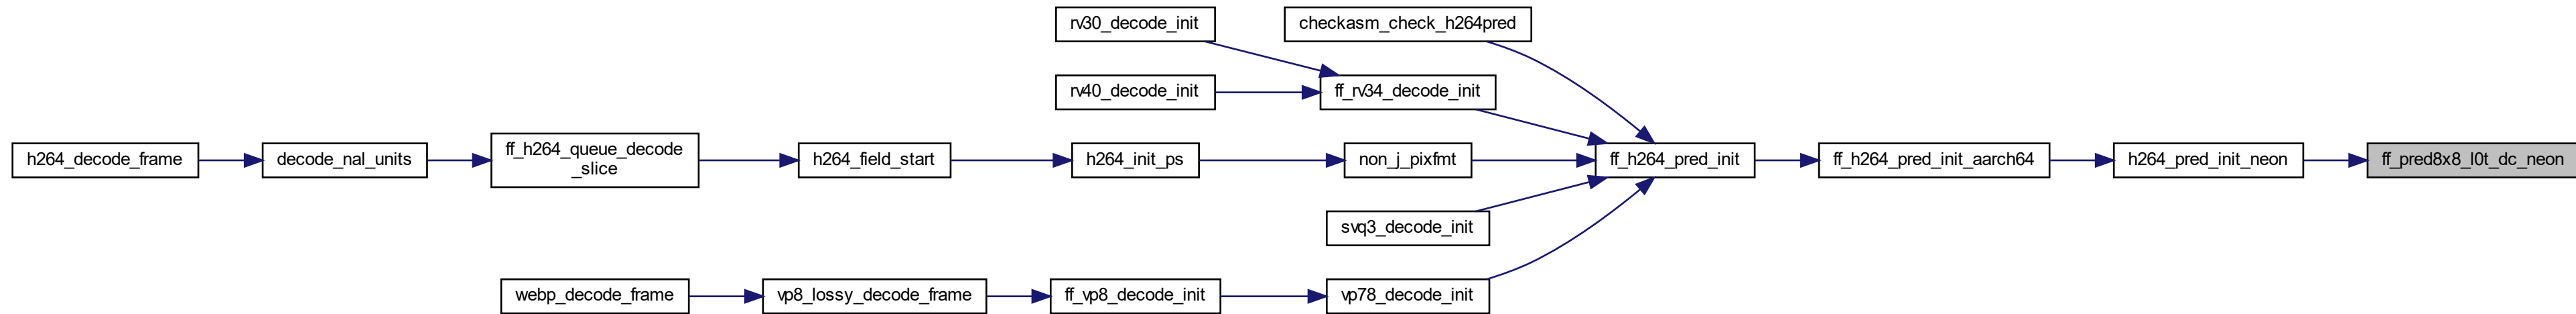 rv30_decode_init
checkasm_check_h264pred
rv40_decode_init
ff_rv34_decode_init
h264_decode_frame
decode_nal_units
ff_h264_queue_decode
_slice
h264_field_start
h264_init_ps
non_j_pixfmt
ff_h264_pred_init
ff_h264_pred_init_aarch64
h264_pred_init_neon
ff_pred8x8_l0t_dc_neon
svq3_decode_init
webp_decode_frame
vp8_lossy_decode_frame
ff_vp8_decode_init
vp78_decode_init